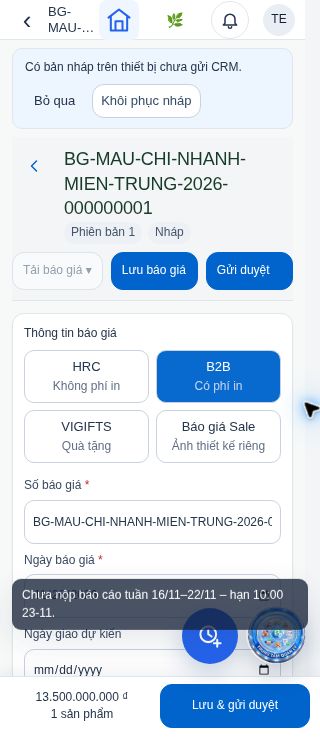 BG-
MAU-...
TE
Có bản nháp trên thiết bị chưa gửi CRM.
Bỏ qua
Khôi phục nháp
BG-MAU-CHI-NHANH-
MIEN-TRUNG-2026-
000000001
Phiên bản 1
Nháp
Tải báo giá ▾
Lưu báo giá
Gửi duyệt
Thông tin báo giá
HRC
Không phí in
B2B
Có phí in
VIGIFTS
Quà tặng
Báo giá Sale
Ảnh thiết kế riêng
Số báo giá *
BG-MAU-CHI-NHANH-MIEN-TRUNG-2026-0
Ngày báo giá *
Chưa nộp báo cáo tuần 16/11–22/11 – hạn 10:00
23-11.
Ngày giao dự kiến
mm/dd/yyyy
13.500.000.000 ₫
1 sản phẩm
Lưu & gửi duyệt